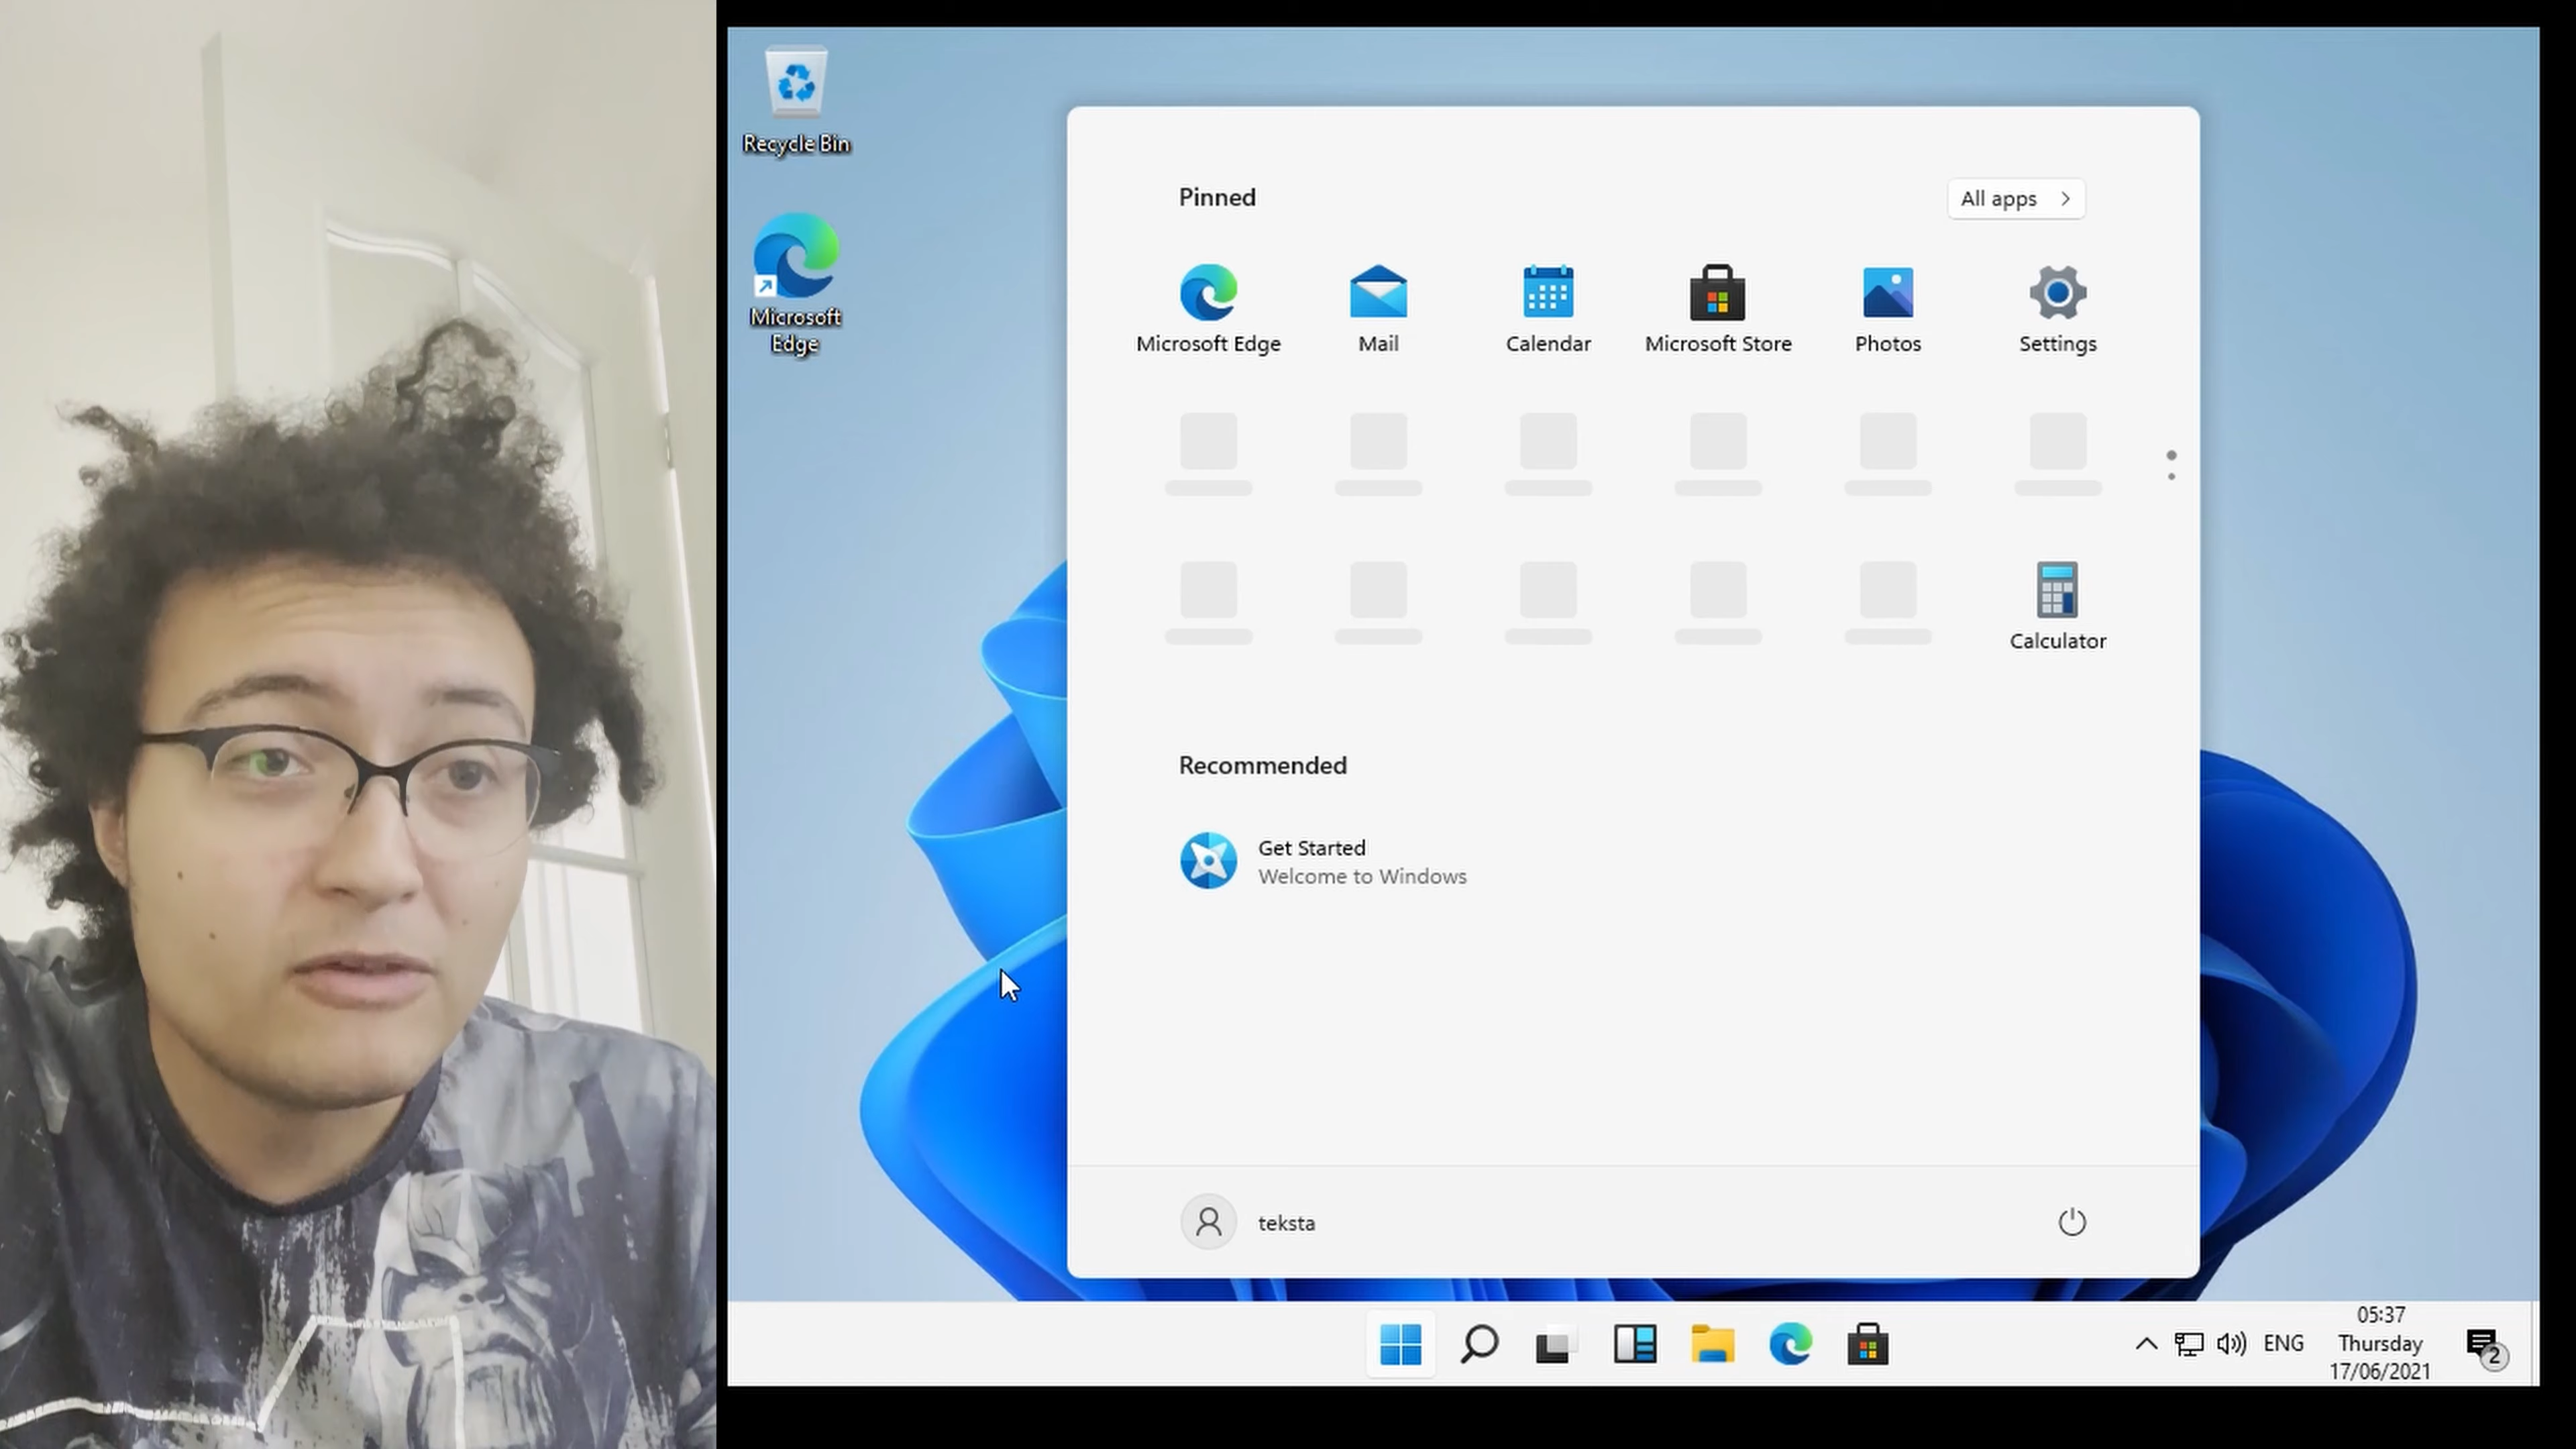 Recycle Bin
Microsoft
Edge
Pinned
All apps
Microsoft Edge
Mail
Calendar
Microsoft Store
Photos
Settings
Calculator
Recommended
Get Started
Welcome to Windows
teksta
ENG
05:37
Thursday
17/06/2021
2